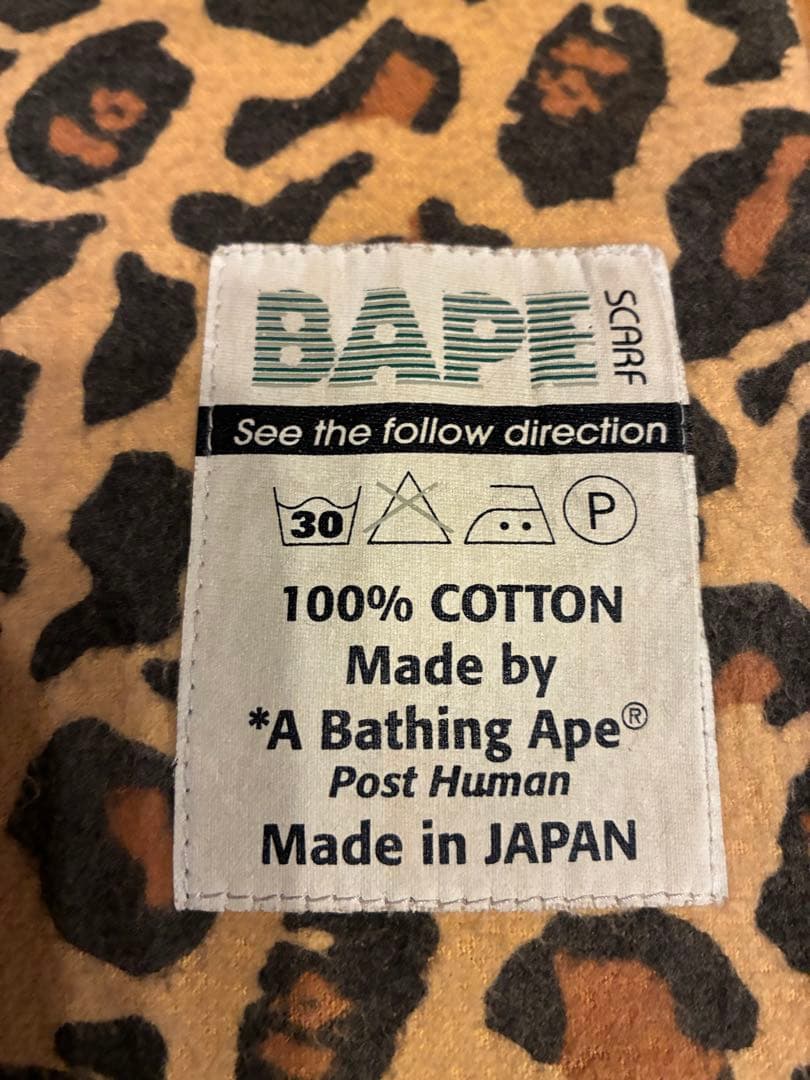 BAPE SCARF
See the follow direction
30 P
100% COTTON
Made by
*A Bathing Ape®
Post Human
Made in JAPAN